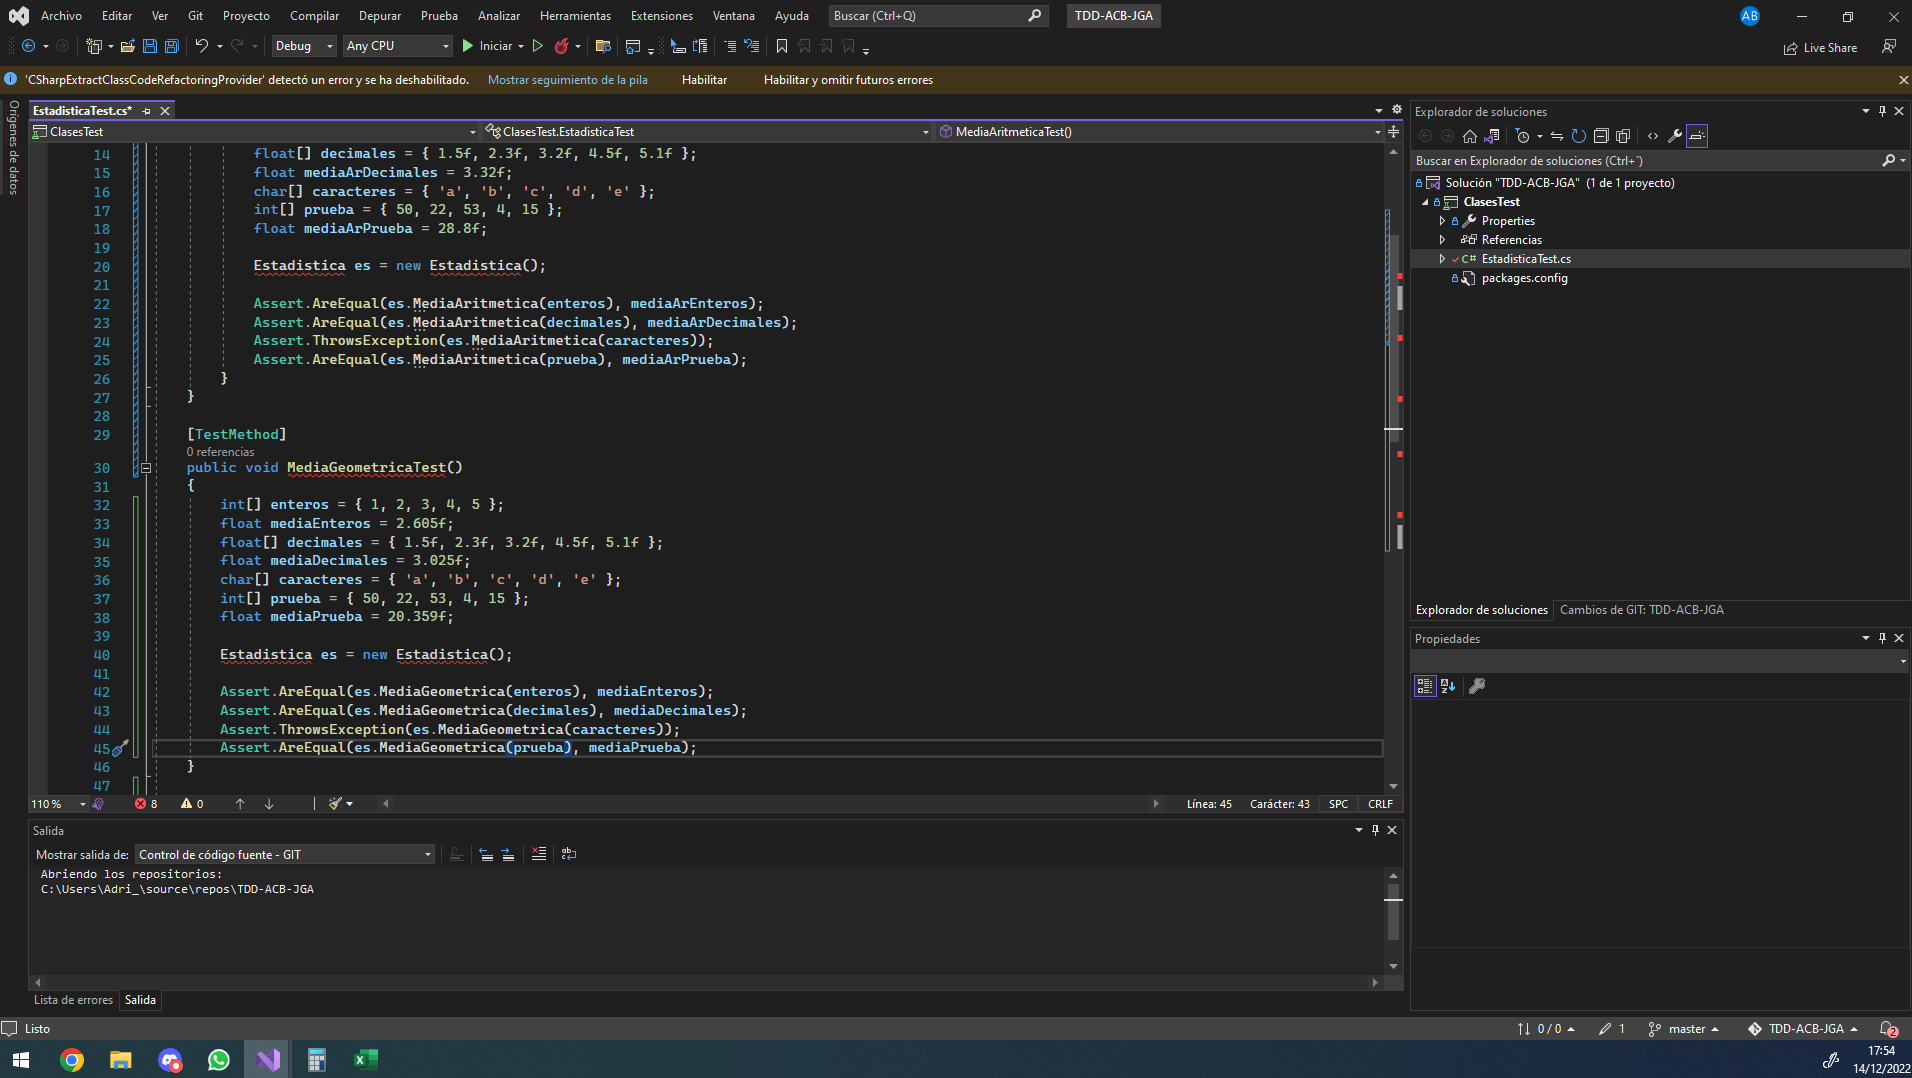 Archivo Editar Ver Git Proyecto Compilar Depurar Prueba Analizar Herramientas Extensiones Ventana Ayuda Buscar (Ctrl+Q) TDD-ACB-JGA AB
Debug Any CPU Iniciar Live Share
'CSharpExtractClassCodeRefactoringProvider' detectó un error y se ha deshabilitado. Mostrar seguimiento de la pila Habilitar Habilitar y omitir futuros errores
Orígenes de datos
EstadisticaTest.cs*
ClasesTest ClasesTest.EstadisticaTest MediaAritmeticaTest()
14 float[] decimales = { 1.5f, 2.3f, 3.2f, 4.5f, 5.1f };
15 float mediaArDecimales = 3.32f;
16 char[] caracteres = { 'a', 'b', 'c', 'd', 'e' };
17 int[] prueba = { 50, 22, 53, 4, 15 };
18 float mediaArPrueba = 28.8f;
19
20 Estadistica es = new Estadistica();
21
22 Assert.AreEqual(es.MediaAritmetica(enteros), mediaArEnteros);
23 Assert.AreEqual(es.MediaAritmetica(decimales), mediaArDecimales);
24 Assert.ThrowsException(es.MediaAritmetica(caracteres));
25 Assert.AreEqual(es.MediaAritmetica(prueba), mediaArPrueba);
26 }
27 }
28
29 [TestMethod]
0 referencias
30 public void MediaGeometricaTest()
31 {
32 int[] enteros = { 1, 2, 3, 4, 5 };
33 float mediaEnteros = 2.605f;
34 float[] decimales = { 1.5f, 2.3f, 3.2f, 4.5f, 5.1f };
35 float mediaDecimales = 3.025f;
36 char[] caracteres = { 'a', 'b', 'c', 'd', 'e' };
37 int[] prueba = { 50, 22, 53, 4, 15 };
38 float mediaPrueba = 20.359f;
39
40 Estadistica es = new Estadistica();
41
42 Assert.AreEqual(es.MediaGeometrica(enteros), mediaEnteros);
43 Assert.AreEqual(es.MediaGeometrica(decimales), mediaDecimales);
44 Assert.ThrowsException(es.MediaGeometrica(caracteres));
45 Assert.AreEqual(es.MediaGeometrica(prueba), mediaPrueba);
46 }
47
110 % 8 0 Línea: 45 Carácter: 43 SPC CRLF
Salida
Mostrar salida de: Control de código fuente - GIT
Abriendo los repositorios:
C:\Users\Adri_\source\repos\TDD-ACB-JGA
Lista de errores Salida
Explorador de soluciones
Buscar en Explorador de soluciones (Ctrl+`)
Solución "TDD-ACB-JGA" (1 de 1 proyecto)
ClasesTest
Properties
Referencias
C# EstadisticaTest.cs
packages.config
Explorador de soluciones Cambios de GIT: TDD-ACB-JGA
Propiedades
Listo 0 / 0 1 master TDD-ACB-JGA 2
17:54
14/12/2022